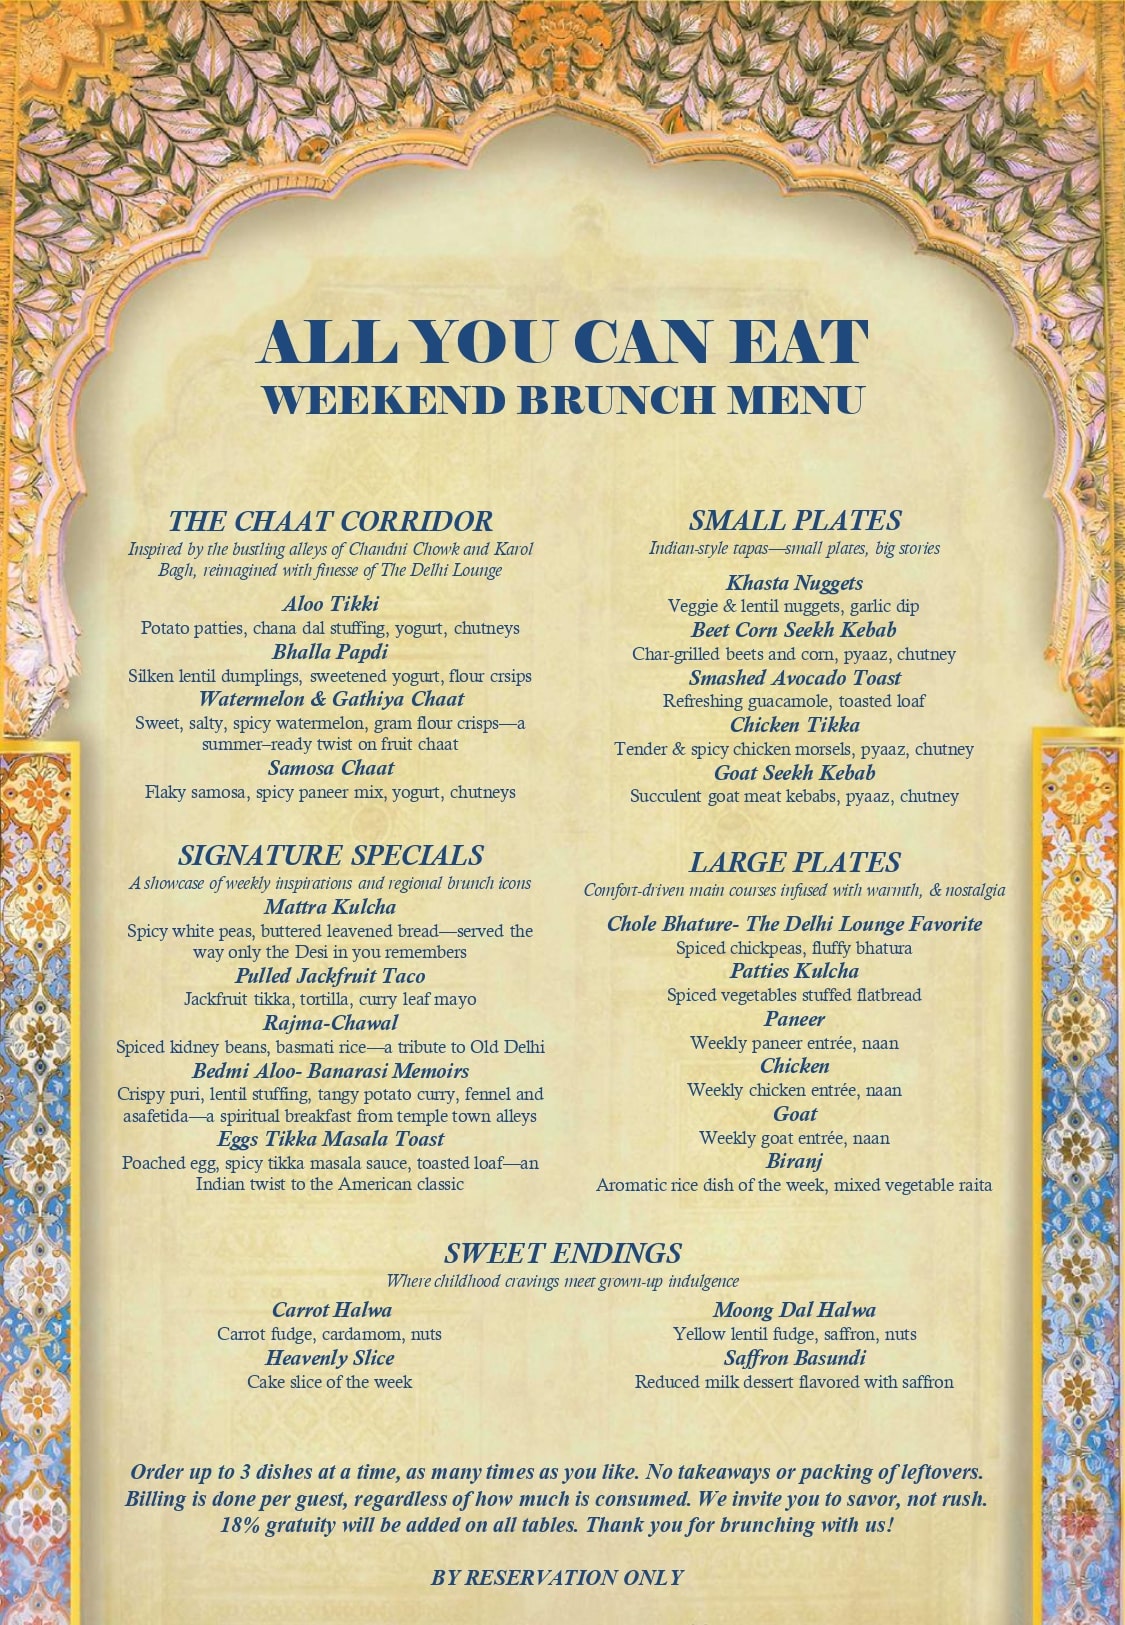 ALL YOU CAN EAT
WEEKEND BRUNCH MENU
THE CHAAT CORRIDOR
Inspired by the bustling alleys of Chandni Chowk and Karol
Bagh, reimagined with finesse of The Delhi Lounge
Aloo Tikki
Potato patties, chana dal stuffing, yogurt, chutneys
Bhalla Papdi
Silken lentil dumplings, sweetened yogurt, flour crsips
Watermelon & Gathiya Chaat
Sweet, salty, spicy watermelon, gram flour crisps—a
summer–ready twist on fruit chaat
Samosa Chaat
Flaky samosa, spicy paneer mix, yogurt, chutneys
SIGNATURE SPECIALS
A showcase of weekly inspirations and regional brunch icons
Mattra Kulcha
Spicy white peas, buttered leavened bread—served the
way only the Desi in you remembers
Pulled Jackfruit Taco
Jackfruit tikka, tortilla, curry leaf mayo
Rajma-Chawal
Spiced kidney beans, basmati rice—a tribute to Old Delhi
Bedmi Aloo- Banarasi Memoirs
Crispy puri, lentil stuffing, tangy potato curry, fennel and
asafetida—a spiritual breakfast from temple town alleys
Eggs Tikka Masala Toast
Poached egg, spicy tikka masala sauce, toasted loaf—an
Indian twist to the American classic
SMALL PLATES
Indian-style tapas—small plates, big stories
Khasta Nuggets
Veggie & lentil nuggets, garlic dip
Beet Corn Seekh Kebab
Char-grilled beets and corn, pyaaz, chutney
Smashed Avocado Toast
Refreshing guacamole, toasted loaf
Chicken Tikka
Tender & spicy chicken morsels, pyaaz, chutney
Goat Seekh Kebab
Succulent goat meat kebabs, pyaaz, chutney
LARGE PLATES
Comfort-driven main courses infused with warmth, & nostalgia
Chole Bhature- The Delhi Lounge Favorite
Spiced chickpeas, fluffy bhatura
Patties Kulcha
Spiced vegetables stuffed flatbread
Paneer
Weekly paneer entrée, naan
Chicken
Weekly chicken entrée, naan
Goat
Weekly goat entrée, naan
Biranj
Aromatic rice dish of the week, mixed vegetable raita
SWEET ENDINGS
Where childhood cravings meet grown-up indulgence
Carrot Halwa
Carrot fudge, cardamom, nuts
Heavenly Slice
Cake slice of the week
Moong Dal Halwa
Yellow lentil fudge, saffron, nuts
Saffron Basundi
Reduced milk dessert flavored with saffron
Order up to 3 dishes at a time, as many times as you like. No takeaways or packing of leftovers.
Billing is done per guest, regardless of how much is consumed. We invite you to savor, not rush.
18% gratuity will be added on all tables. Thank you for brunching with us!
BY RESERVATION ONLY